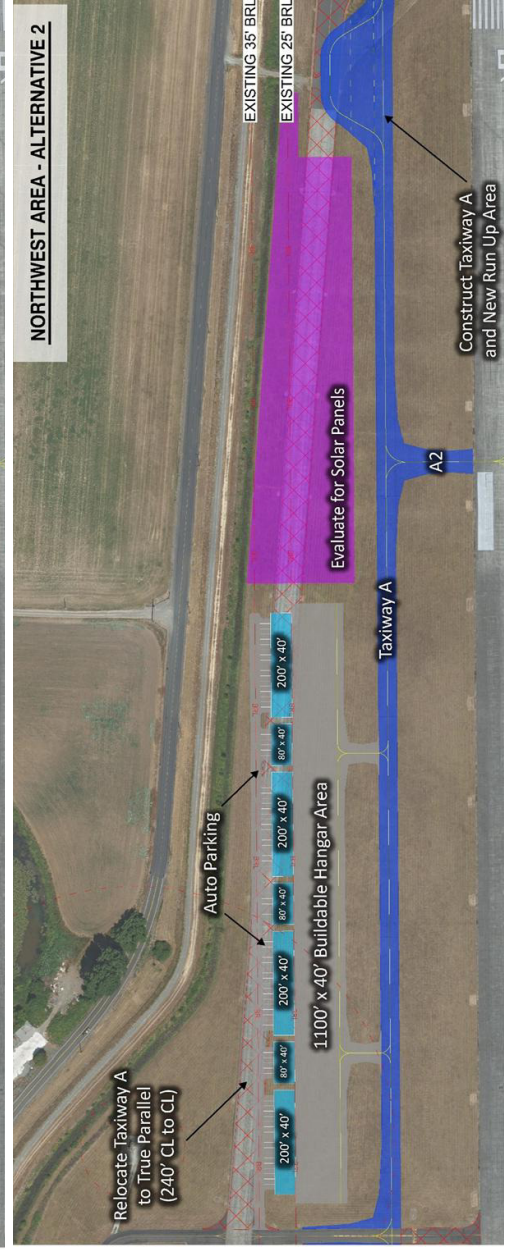 NORTHWEST AREA - ALTERNATIVE 2
EXISTING 35' BRL
EXISTING 25' BRL
Construct Taxiway A
and New Run Up Area
Evaluate for Solar Panels
A2
Taxiway A
Auto Parking
200' x 40'
80' x 40'
200' x 40'
80' x 40'
200' x 40'
80' x 40'
200' x 40'
1100' x 40' Buildable Hangar Area
Relocate Taxiway A
to True Parallel
(240' CL to CL)